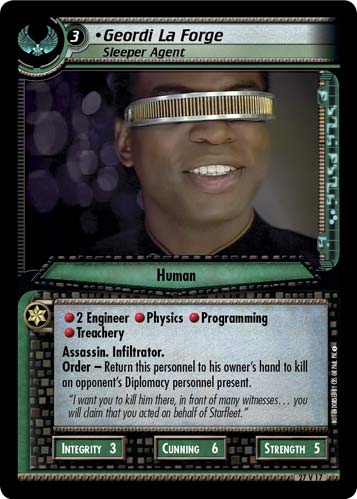 3
•Geordi La Forge
Sleeper Agent
Human
2 Engineer Physics Programming
Treachery
Assassin. Infiltrator.
Order – Return this personnel to his owner's hand to kill
an opponent's Diplomacy personnel present.
"I want you to kill him there, in front of many witnesses… you
will claim that you acted on behalf of Starfleet."
INTEGRITY 3 CUNNING 6 STRENGTH 5
27 V 17